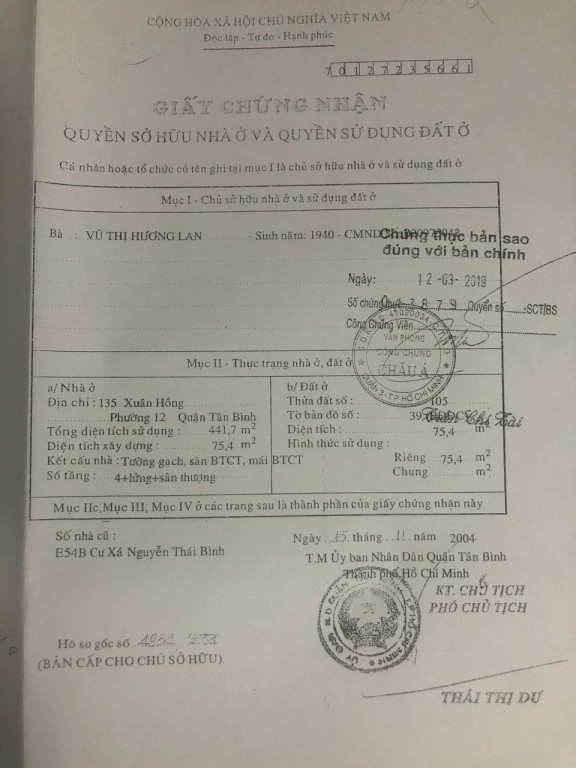 CỘNG HÒA XÃ HỘI CHỦ NGHĨA VIỆT NAM
Độc lập - Tự do - Hạnh phúc
GIẤY CHỨNG NHẬN
QUYỀN SỞ HỮU NHÀ Ở VÀ QUYỀN SỬ DỤNG ĐẤT Ở
Cá nhân hoặc tổ chức có tên ghi tại mục I là chủ sở hữu nhà ở và sử dụng đất ở
Mục I - Chủ sở hữu nhà ở và sử dụng đất ở
Bà : VŨ THỊ HƯƠNG LAN - Sinh năm: 1940 - CMND
Chứng thực bản sao
đúng với bản chính
Ngày: 12-03-2019
Số chứng thực 3879 Quyển số -SCT/BS
Công Chứng Viên
VĂN PHÒNG
CÔNG CHỨNG
CHÂU Á
QUẬN 3-T.P HỒ CHÍ MINH
Mục II - Thực trạng nhà ở, đất ở
a/ Nhà ở
Địa chỉ : 135 Xuân Hồng
Phường 12 Quận Tân Bình
Tổng diện tích sử dụng : 441,7 m2
Diện tích xây dựng : 75,4 m2
Kết cấu nhà : Tường gạch, sàn BTCT, mái BTCT
Số tầng : 4+lửng+sân thượng
b/ Đất ở
Thửa đất số : 105
Tờ bản đồ số : 39
Diện tích : 75,4 m2
Hình thức sử dụng :
Riêng 75,4 m2
Chung m2
Mục IIc,Mục III, Mục IV ở các trang sau là thành phần của giấy chứng nhận này
Số nhà cũ :
E54B Cư Xá Nguyễn Thái Bình
Ngày 15 tháng 11 năm 2004
T.M Ủy ban Nhân Dân Quận Tân Bình
Thành phố Hồ Chí Minh
KT. CHỦ TỊCH
PHÓ CHỦ TỊCH
Hồ sơ gốc số
(BẢN CẤP CHO CHỦ SỞ HỮU)
THÁI THỊ DƯ